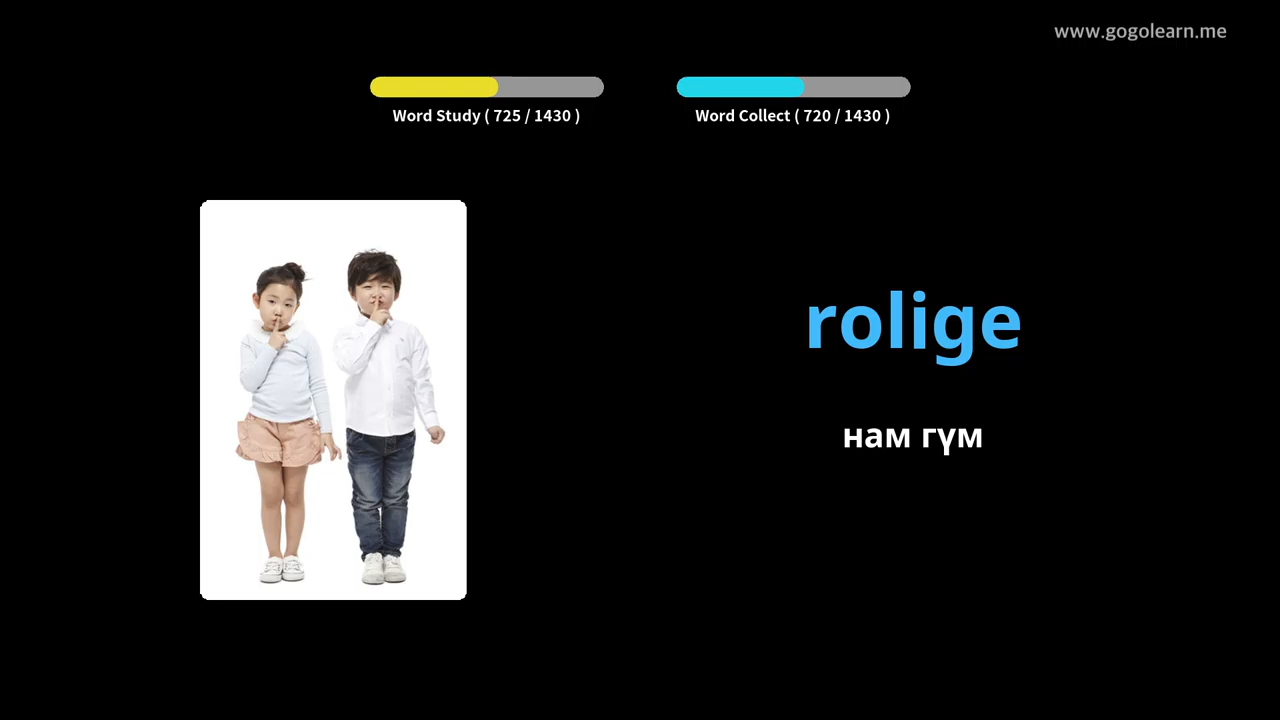 www.gogolearn.me
Word Study ( 725 / 1430 )
Word Collect ( 720 / 1430 )
rolige
нам гүм